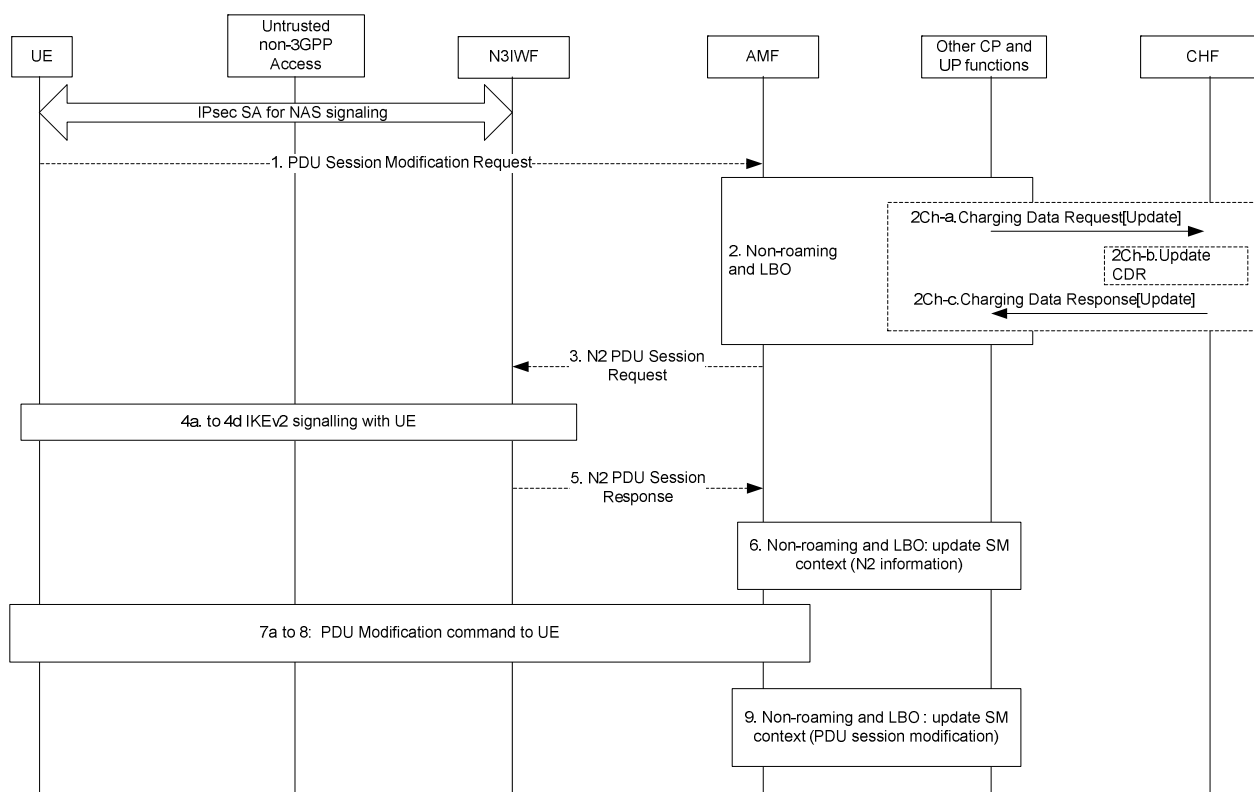 UE
Untrusted
non-3GPP
Access
N3IWF
AMF
Other CP and
UP functions
CHF
IPsec SA for NAS signaling
1. PDU Session Modification Request
2. Non-roaming
and LBO
2Ch-a.Charging Data Request[Update]
2Ch-b.Update
CDR
2Ch-c.Charging Data Response[Update]
3. N2 PDU Session
Request
4a. to 4d IKEv2 signalling with UE
5. N2 PDU Session
Response
6. Non-roaming and LBO: update SM
context (N2 information)
7a to 8: PDU Modification command to UE
9. Non-roaming and LBO : update SM
context (PDU session modification)